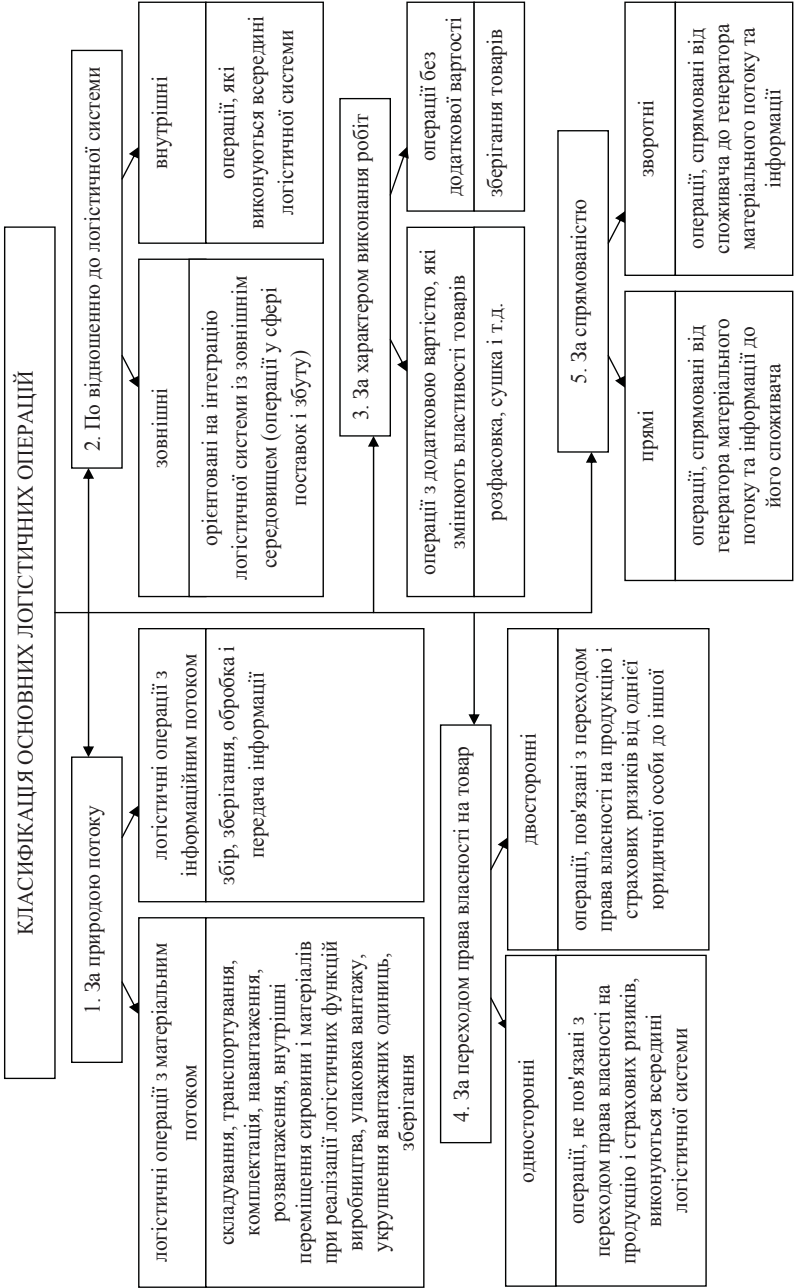 КЛАСИФІКАЦІЯ ОСНОВНИХ ЛОГІСТИЧНИХ ОПЕРАЦІЙ
1. За природою потоку
логістичні операції з матеріальним
потоком
складування, транспортування,
комплектація, навантаження,
розвантаження, внутрішні
переміщення сировини і матеріалів
при реалізації логістичних функцій
виробництва, упаковка вантажу,
укрупнення вантажних одиниць,
зберігання
логістичні операції з
інформаційним потоком
збір, зберігання, обробка і
передача інформації
2. По відношенню до логістичної системи
зовнішні
орієнтовані на інтеграцію
логістичної системи із зовнішнім
середовищем (операції у сфері
поставок і збуту)
внутрішні
операції, які
виконуються всередині
логістичної системи
3. За характером виконання робіт
операції з додатковою вартістю, які
змінюють властивості товарів
розфасовка, сушка і т.д.
операції без
додаткової вартості
зберігання товарів
4. За переходом права власності на товар
односторонні
операції, не пов'язані з
переходом права власності на
продукцію і страхових ризиків,
виконуються всередині
логістичної системи
двосторонні
операції, пов'язані з переходом
права власності на продукцію і
страхових ризиків від однієї
юридичної особи до іншої
5. За спрямованістю
прямі
операції, спрямовані від
генератора матеріального
потоку та інформації до
його споживача
зворотні
операції, спрямовані від
споживача до генератора
матеріального потоку та
інформації